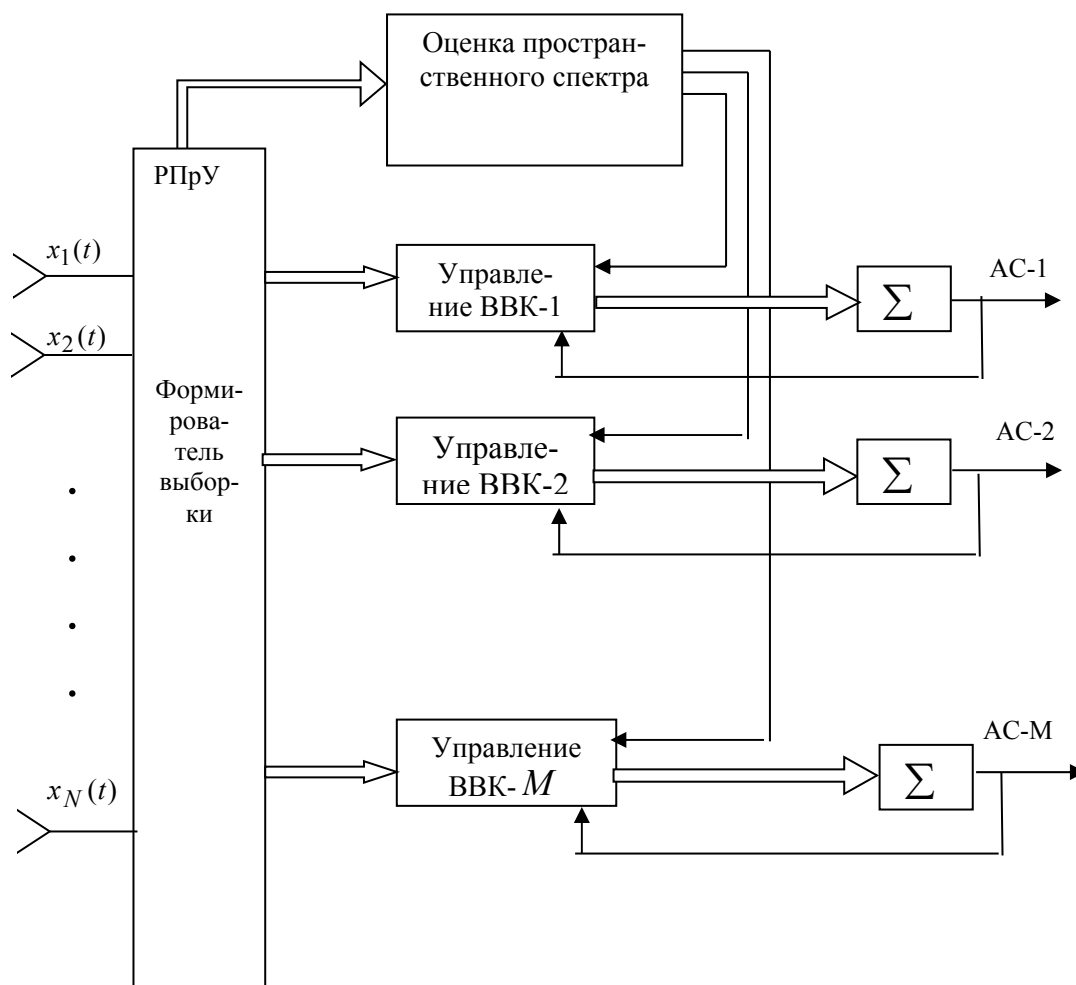 Оценка простран-
ственного спектра
РПрУ
x₁(t)
Управле-
ние ВВК-1
Σ
АС-1
x₂(t)
Форми-
рова-
тель
выбор-
ки
Управле-
ние ВВК-2
Σ
АС-2
Управление
ВВК- M
Σ
АС-М
x_N(t)